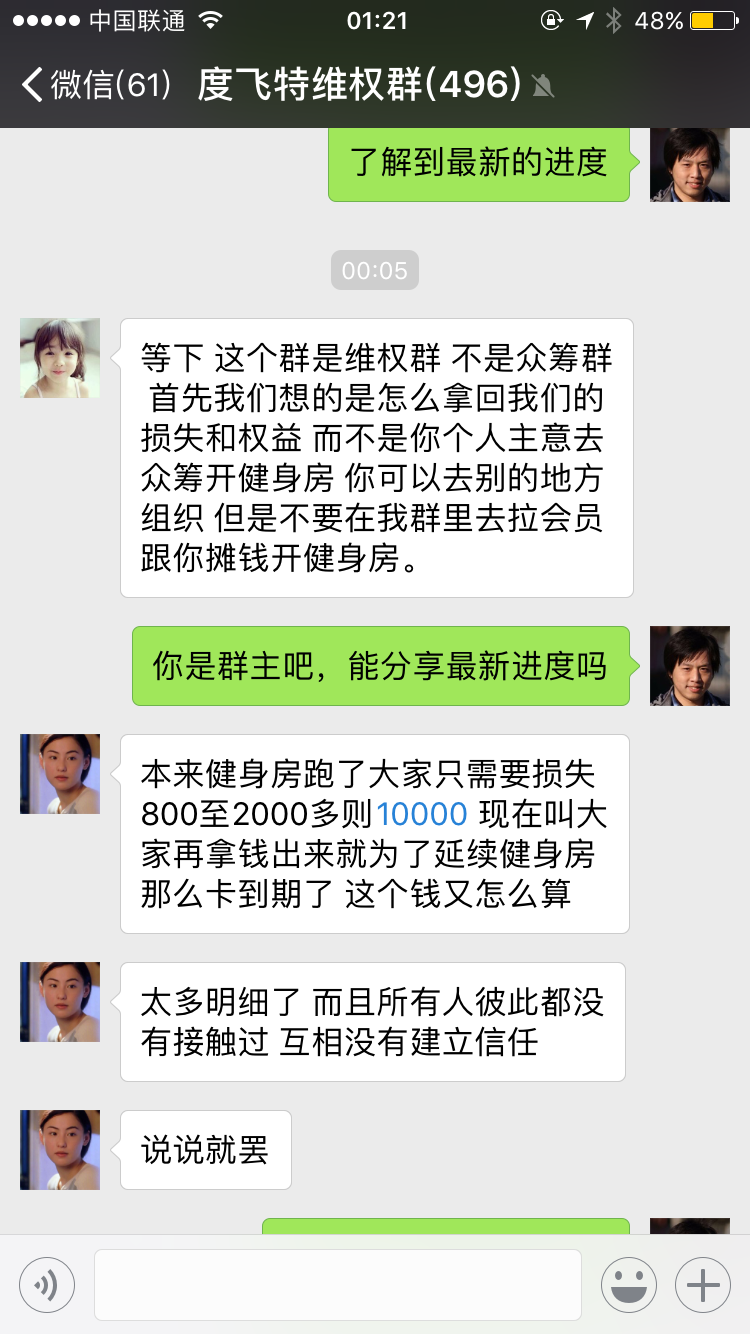 中国联通 01:21 48%
微信(61) 度飞特维权群(496)
了解到最新的进度
00:05
等下 这个群是维权群 不是众筹群
首先我们想的是怎么拿回我们的
损失和权益 而不是你个人主意去
众筹开健身房 你可以去别的地方
组织 但是不要在我群里去拉会员
跟你摊钱开健身房。
你是群主吧，能分享最新进度吗
本来健身房跑了大家只需要损失
800至2000多则10000 现在叫大
家再拿钱出来就为了延续健身房
那么卡到期了 这个钱又怎么算
太多明细了 而且所有人彼此都没
有接触过 互相没有建立信任
说说就罢